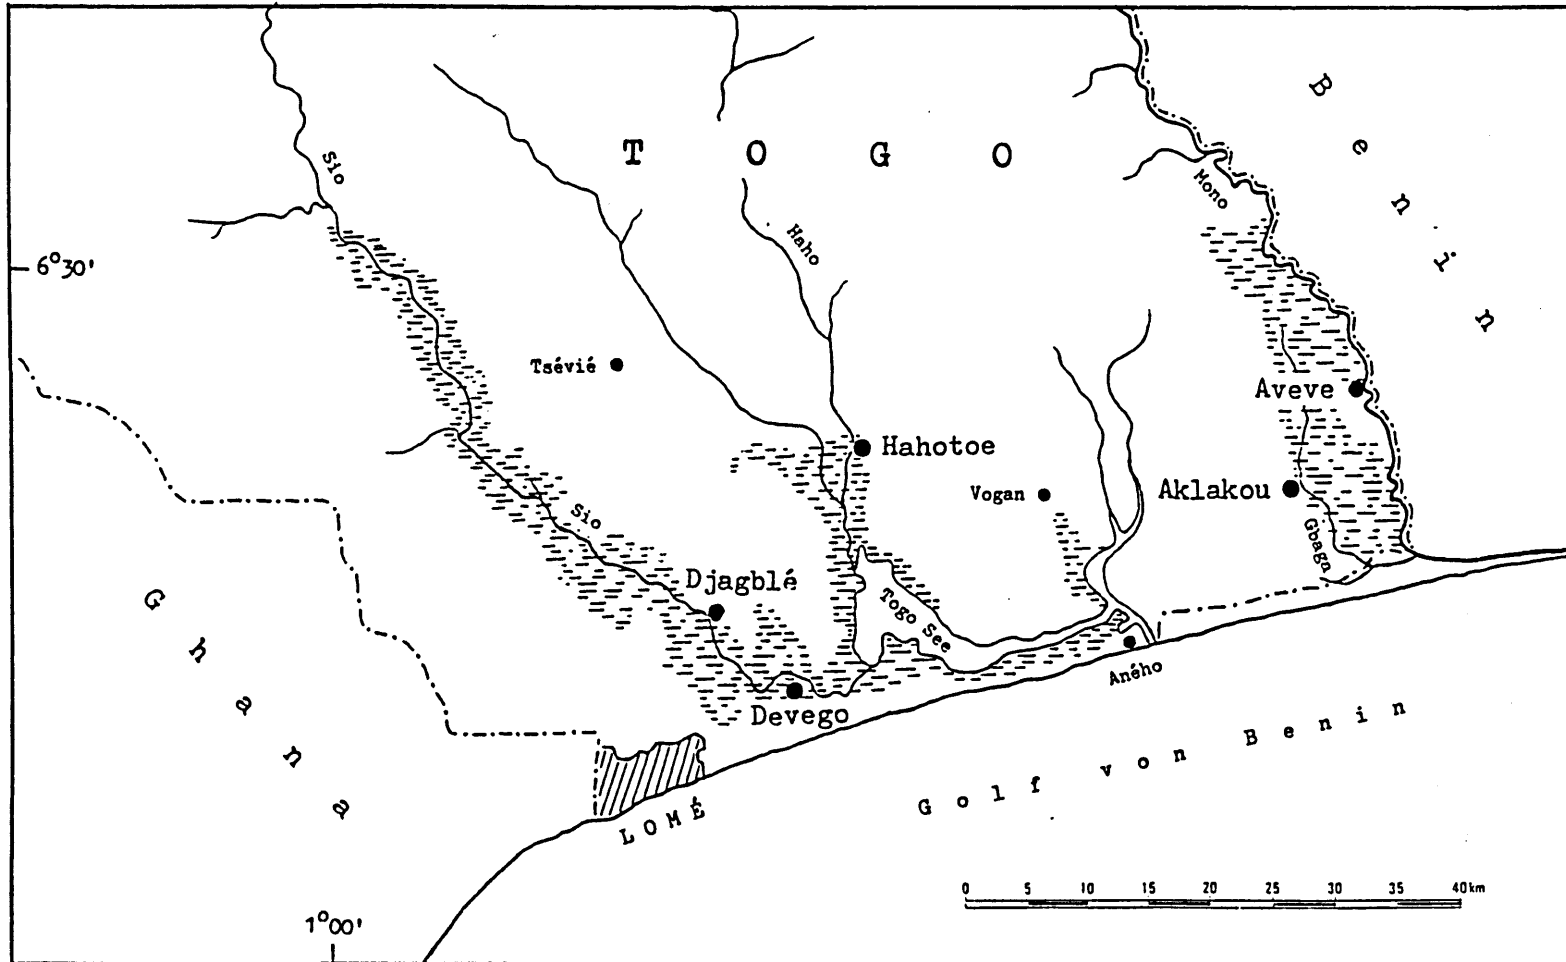 Benin
TOGO
Sio
Mono
Haho
6°30'
Tsévié
Aveve
Hahotoe
Vogan
Aklakou
Sio
Gbaga
Djagblé
Togo See
Ghana
Aného
Devego
Golf von Benin
LOMÉ
0 5 10 15 20 25 30 35 40km
1°00'